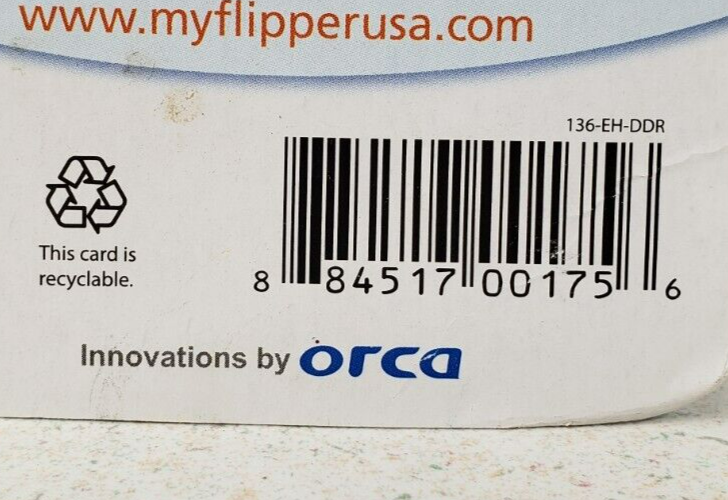 www.myflipperusa.com
136-EH-DDR
This card is
recyclable.
8 84517 00175 6
Innovations by orca